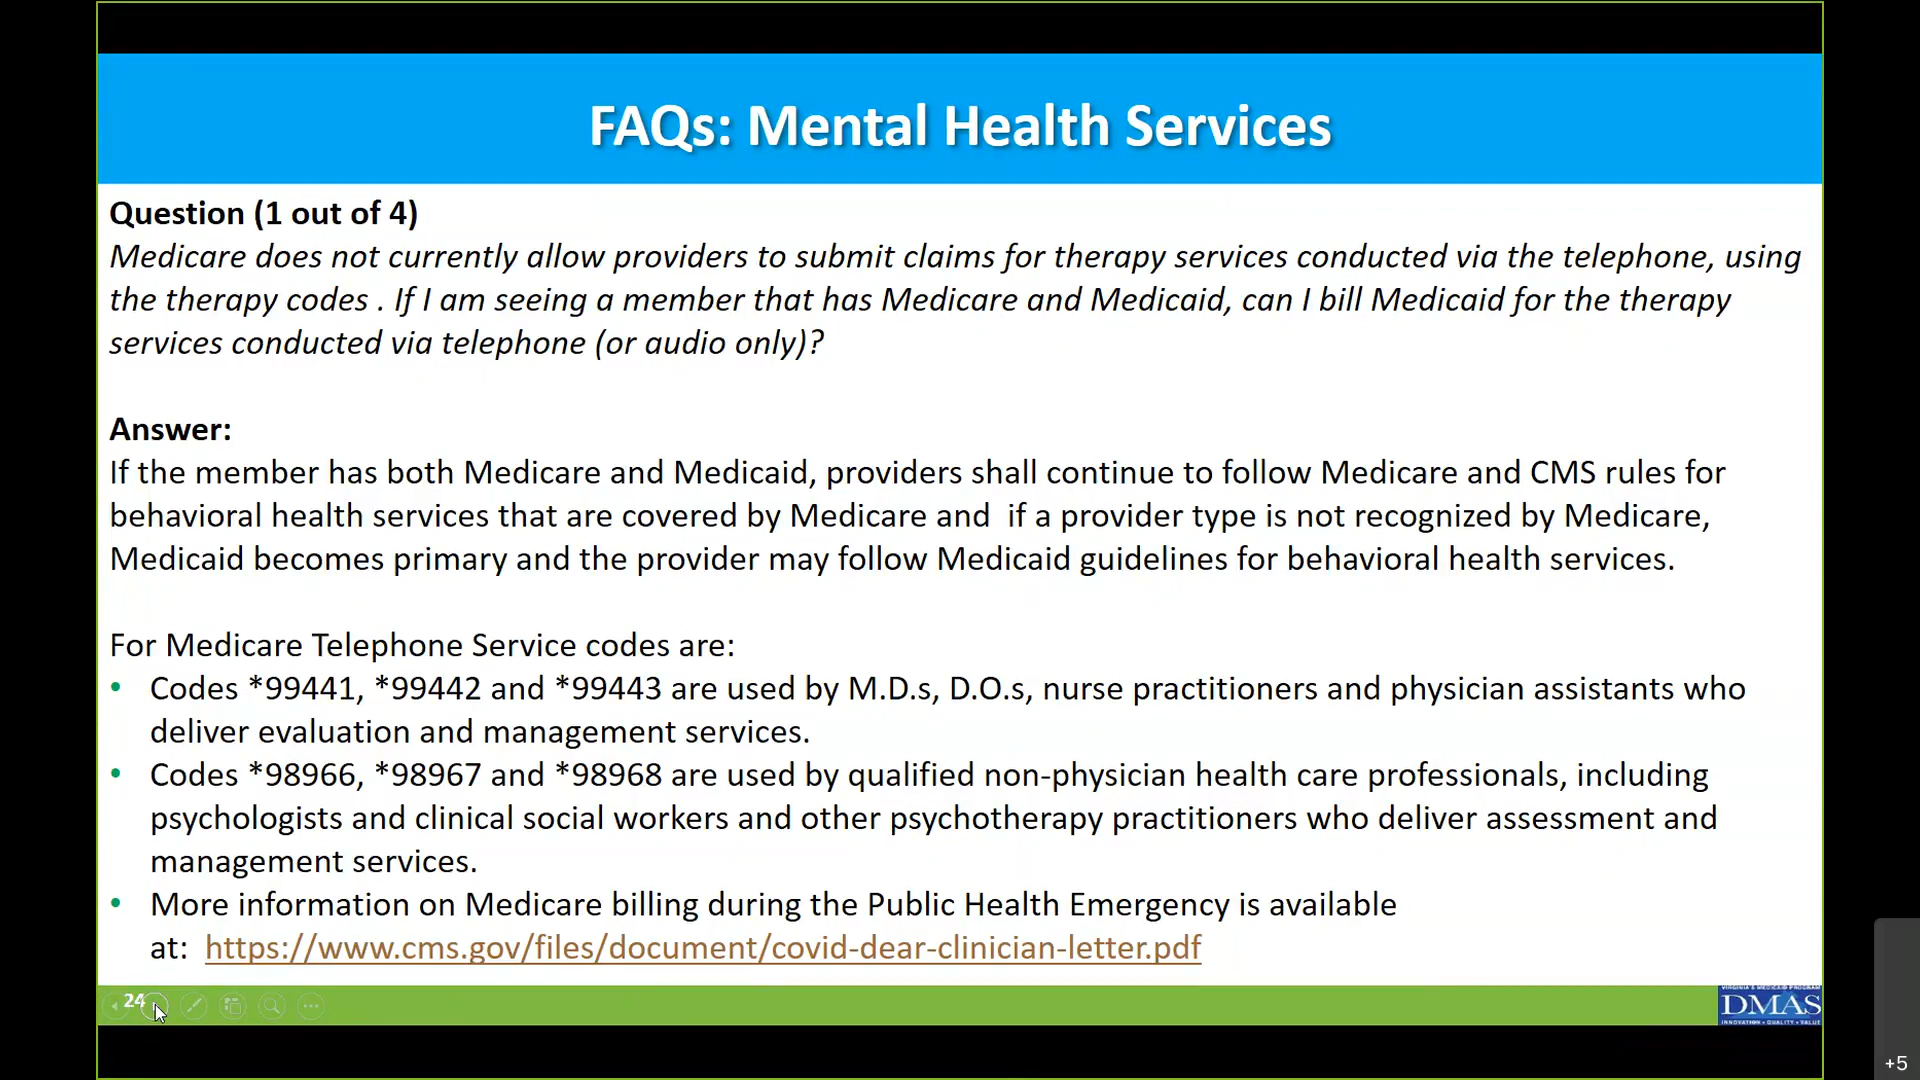 FAQs: Mental Health Services
Question (1 out of 4)
Medicare does not currently allow providers to submit claims for therapy services conducted via the telephone, using
the therapy codes . If I am seeing a member that has Medicare and Medicaid, can I bill Medicaid for the therapy
services conducted via telephone (or audio only)?
Answer:
If the member has both Medicare and Medicaid, providers shall continue to follow Medicare and CMS rules for
behavioral health services that are covered by Medicare and  if a provider type is not recognized by Medicare,
Medicaid becomes primary and the provider may follow Medicaid guidelines for behavioral health services.
For Medicare Telephone Service codes are:
• Codes *99441, *99442 and *99443 are used by M.D.s, D.O.s, nurse practitioners and physician assistants who
deliver evaluation and management services.
• Codes *98966, *98967 and *98968 are used by qualified non-physician health care professionals, including
psychologists and clinical social workers and other psychotherapy practitioners who deliver assessment and
management services.
• More information on Medicare billing during the Public Health Emergency is available
at:  https://www.cms.gov/files/document/covid-dear-clinician-letter.pdf
24
VIRGINIA'S MEDICAID PROGRAM
DMAS
INNOVATION • QUALITY • VALUE
+5